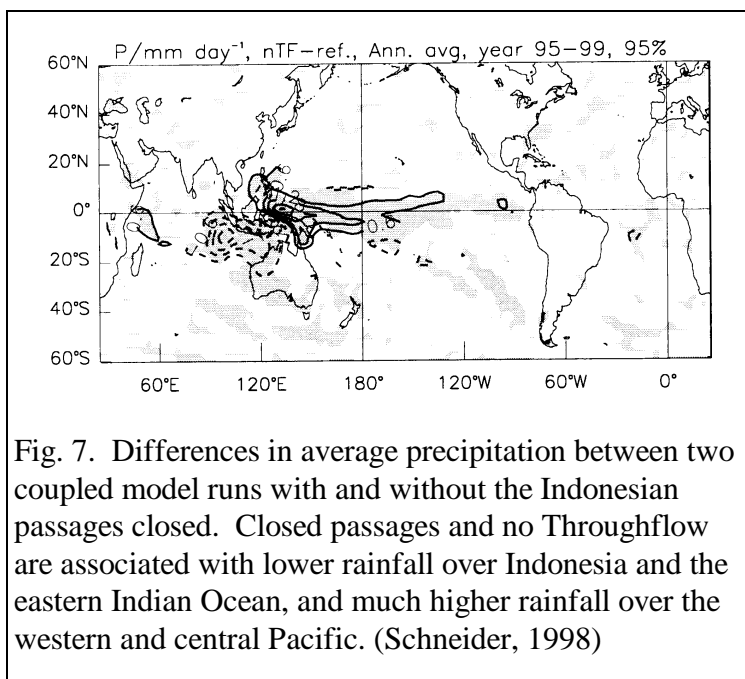 P/mm day⁻¹, nTF-ref., Ann. avg, year 95-99, 95%
60°N
40°N
20°N
0°
20°S
40°S
60°S
60°E 120°E 180° 120°W 60°W 0°
Fig. 7. Differences in average precipitation between two
coupled model runs with and without the Indonesian
passages closed. Closed passages and no Throughflow
are associated with lower rainfall over Indonesia and the
eastern Indian Ocean, and much higher rainfall over the
western and central Pacific. (Schneider, 1998)